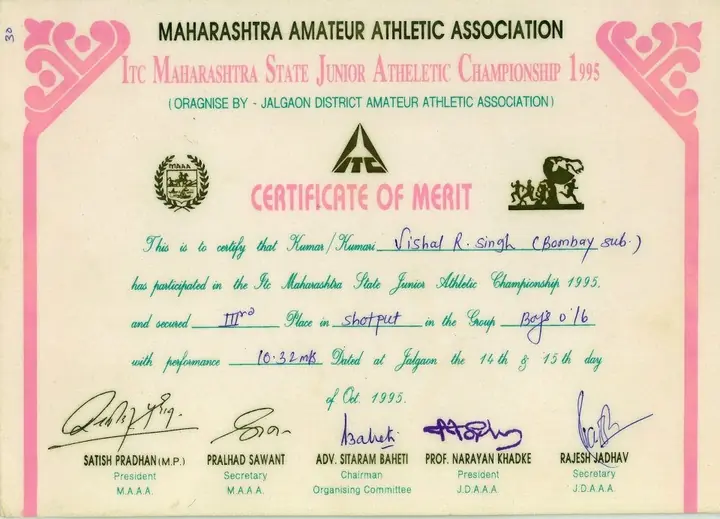 30
MAHARASHTRA AMATEUR ATHLETIC ASSOCIATION
ITC MAHARASHTRA STATE JUNIOR ATHELETIC CHAMPIONSHIP 1995
(ORAGNISE BY - JALGAON DISTRICT AMATEUR ATHLETIC ASSOCIATION)
MAAA
ITC
CERTIFICATE OF MERIT
This is to certify that Kumar/Kumari Vishal R. Singh (Bombay sub.)
has participated in the Itc Maharashtra State Junior Athletic Championship 1995.
and secured IIIrd Place in shotput in the Group Boys U/16
with performance 10.32 mts Dated at Jalgaon the 14th & 15th day
of Oct. 1995.
Baheti
SATISH PRADHAN (M.P.) PRALHAD SAWANT ADV. SITARAM BAHETI PROF. NARAYAN KHADKE RAJESH JADHAV
President Secretary Chairman President Secretary
M.A.A.A. M.A.A.A. Organising Committee J.D.A.A.A. J.D.A.A.A.